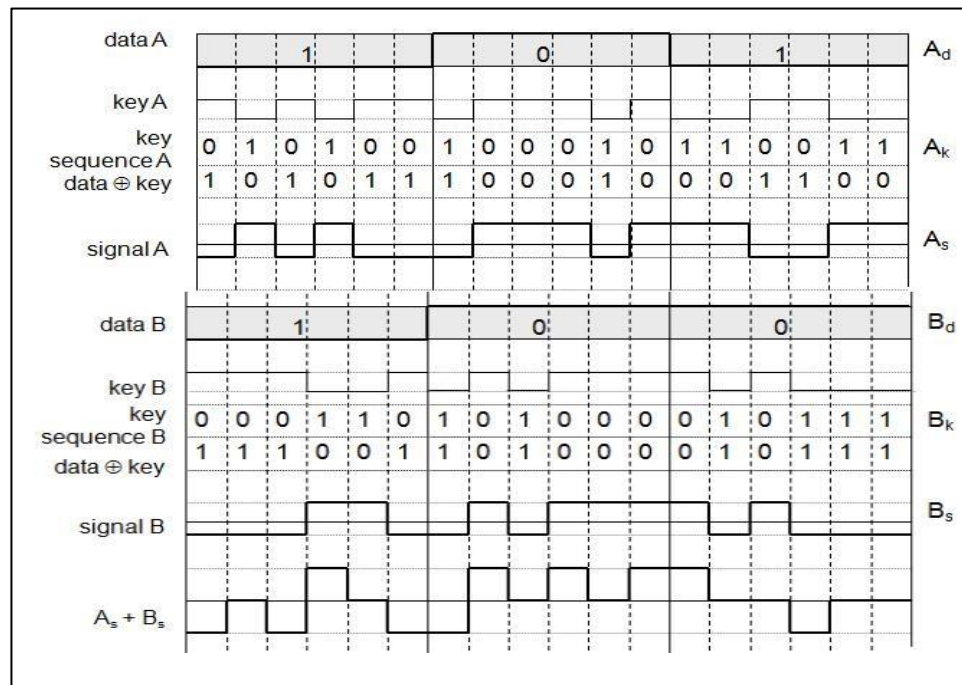 data A 1 0 1 A_d
key A
key sequence A 0 1 0 1 0 0 1 0 0 0 1 0 1 1 0 0 1 1 A_k
data ⊕ key 1 0 1 0 1 1 1 0 0 0 1 0 0 0 1 1 0 0
signal A A_s
data B 1 0 0 B_d
key B
key sequence B 0 0 0 1 1 0 1 0 1 0 0 0 0 1 0 1 1 1 B_k
data ⊕ key 1 1 1 0 0 1 1 0 1 0 0 0 0 1 0 1 1 1
signal B B_s
A_s + B_s